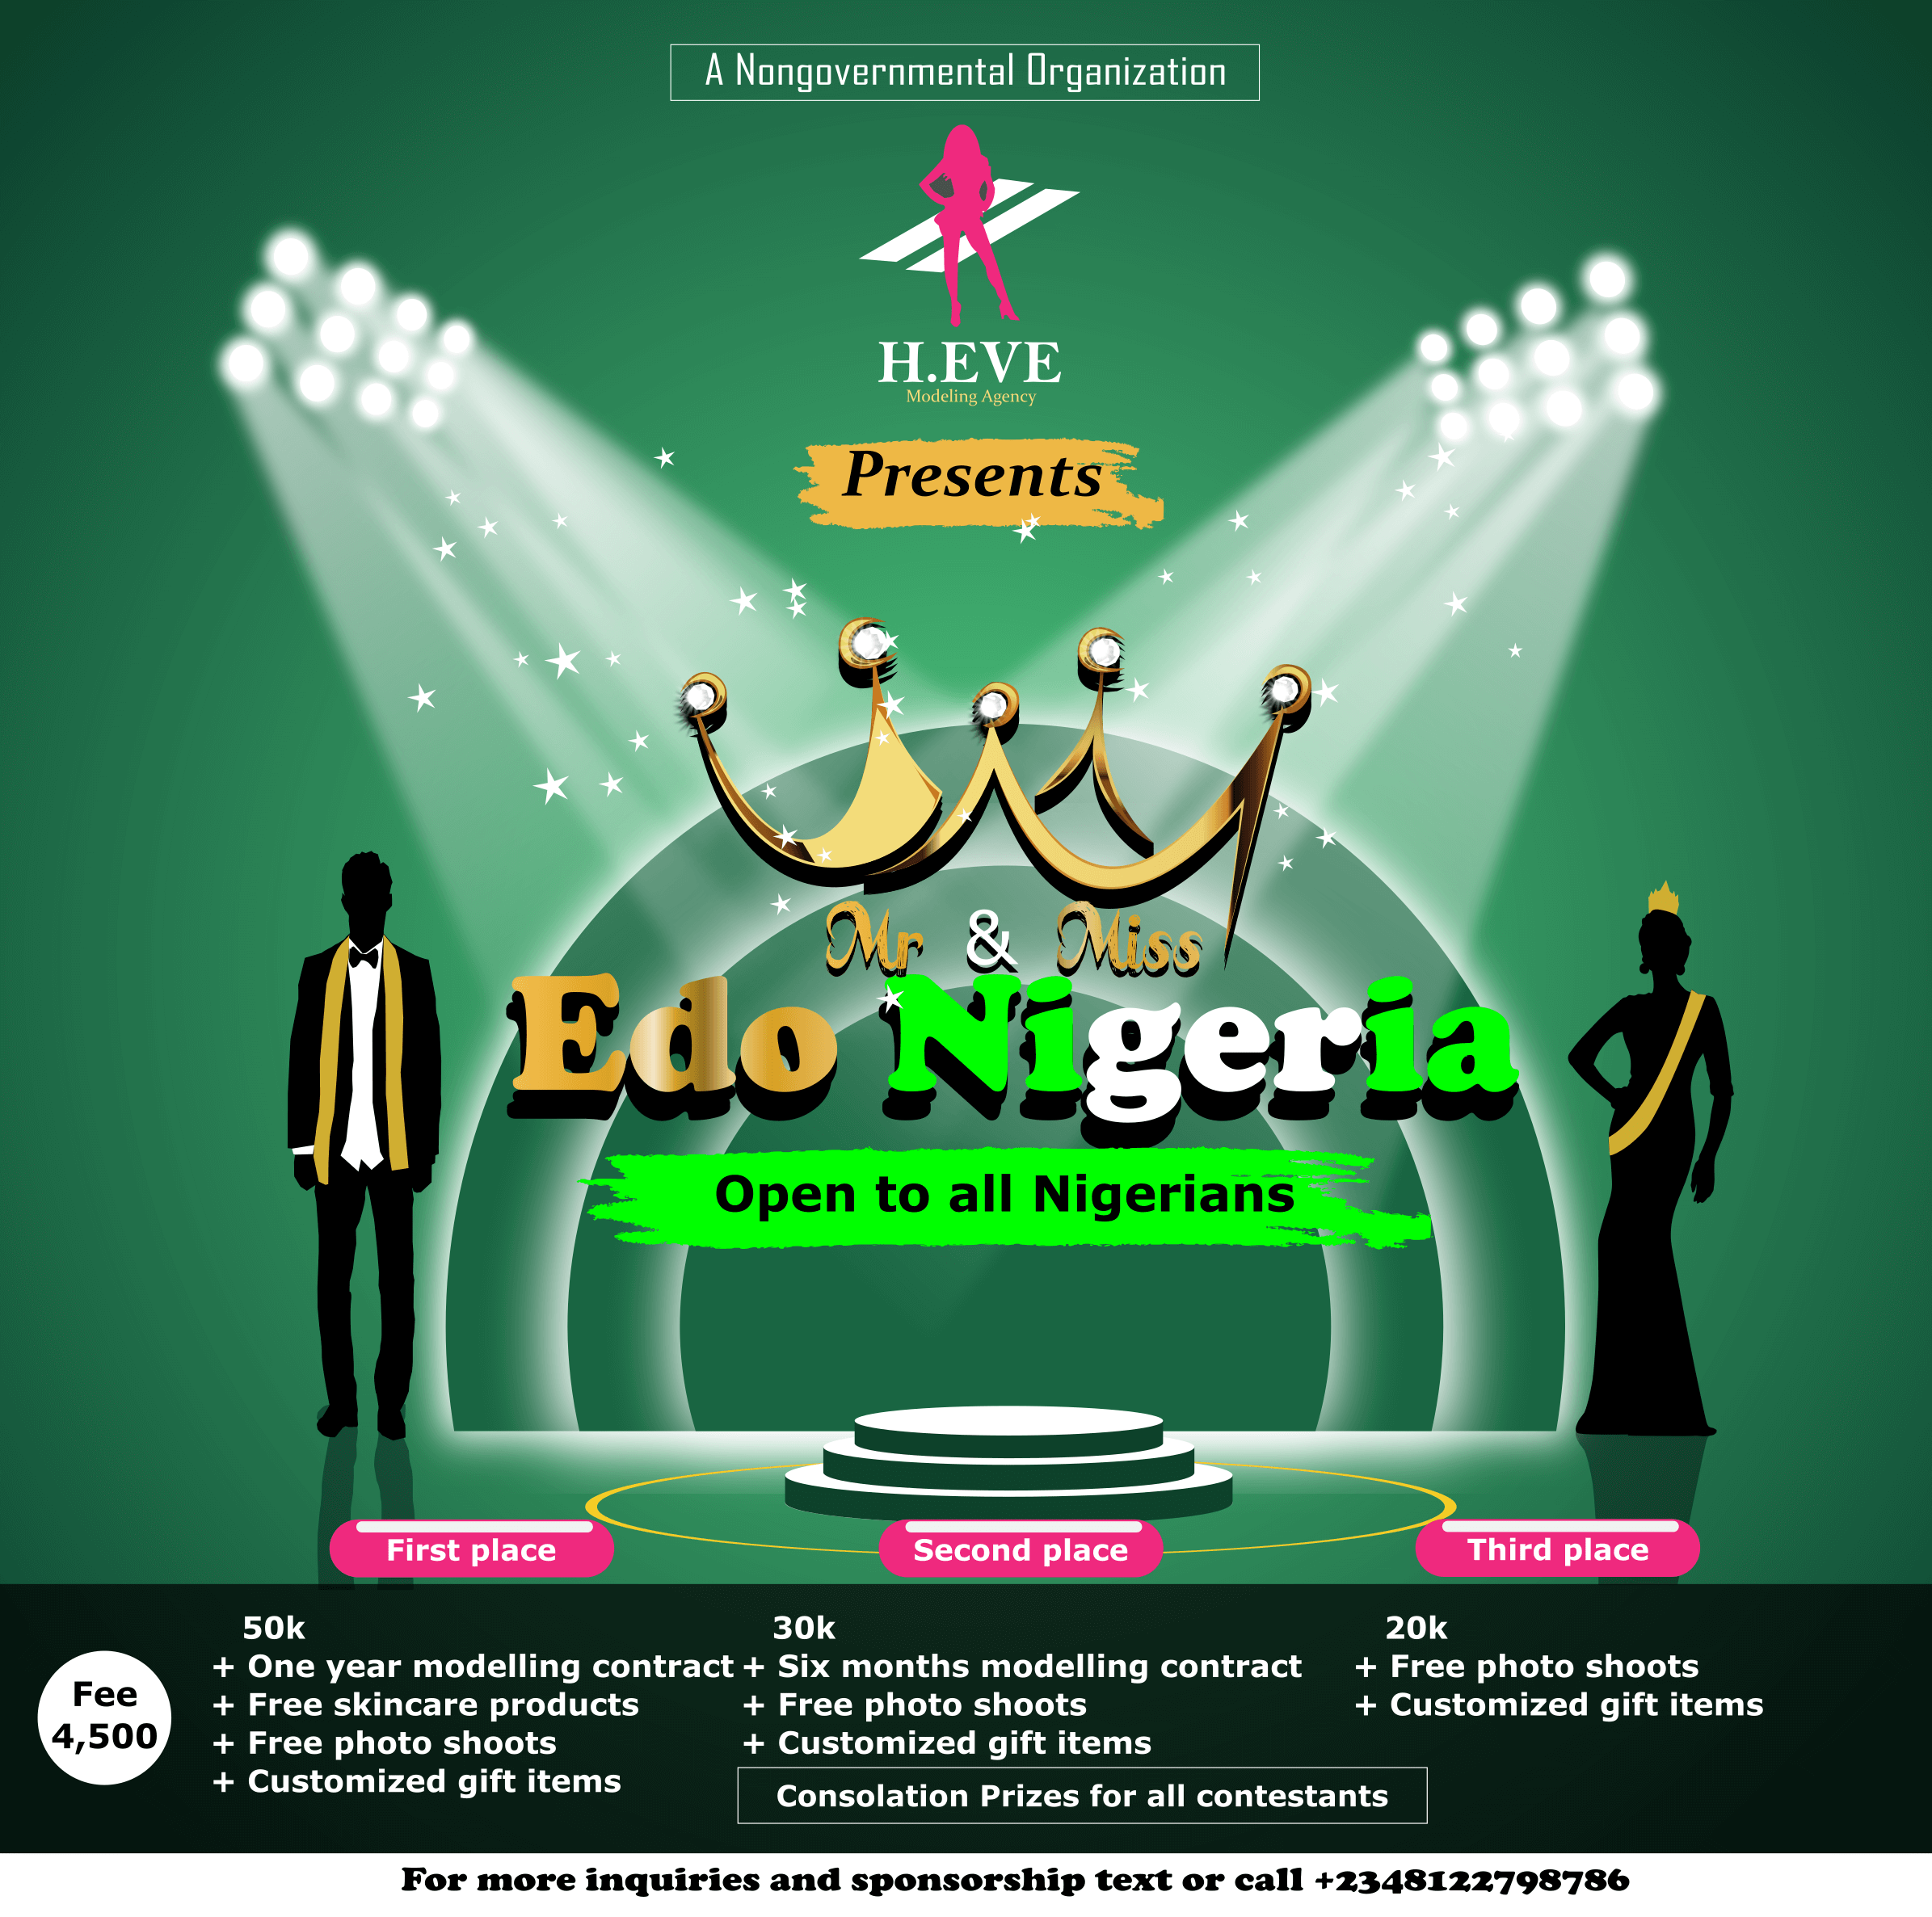 A Nongovernmental Organization
H.EVE
Modeling Agency
Presents
Mr & Miss
Edo Nigeria
Open to all Nigerians
First place
Second place
Third place
Fee
4,500
50k
+ One year modelling contract
+ Free skincare products
+ Free photo shoots
+ Customized gift items
30k
+ Six months modelling contract
+ Free photo shoots
+ Customized gift items
20k
+ Free photo shoots
+ Customized gift items
Consolation Prizes for all contestants
For more inquiries and sponsorship text or call +2348122798786